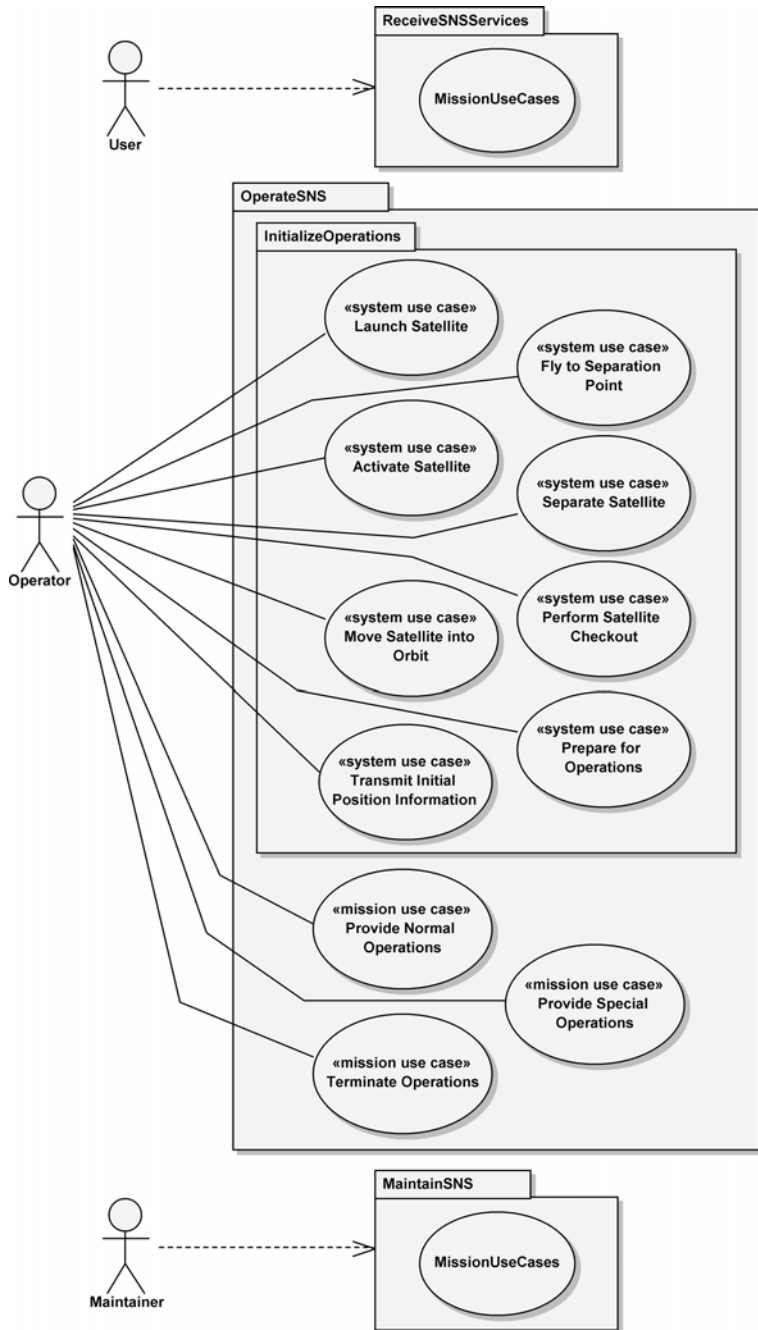 ReceiveSNSServices
MissionUseCases
User
OperateSNS
InitializeOperations
«system use case»
Launch Satellite
«system use case»
Fly to Separation
Point
«system use case»
Activate Satellite
«system use case»
Separate Satellite
Operator
«system use case»
Move Satellite into
Orbit
«system use case»
Perform Satellite
Checkout
«system use case»
Transmit Initial
Position Information
«system use case»
Prepare for
Operations
«mission use case»
Provide Normal
Operations
«mission use case»
Provide Special
Operations
«mission use case»
Terminate Operations
MaintainSNS
MissionUseCases
Maintainer